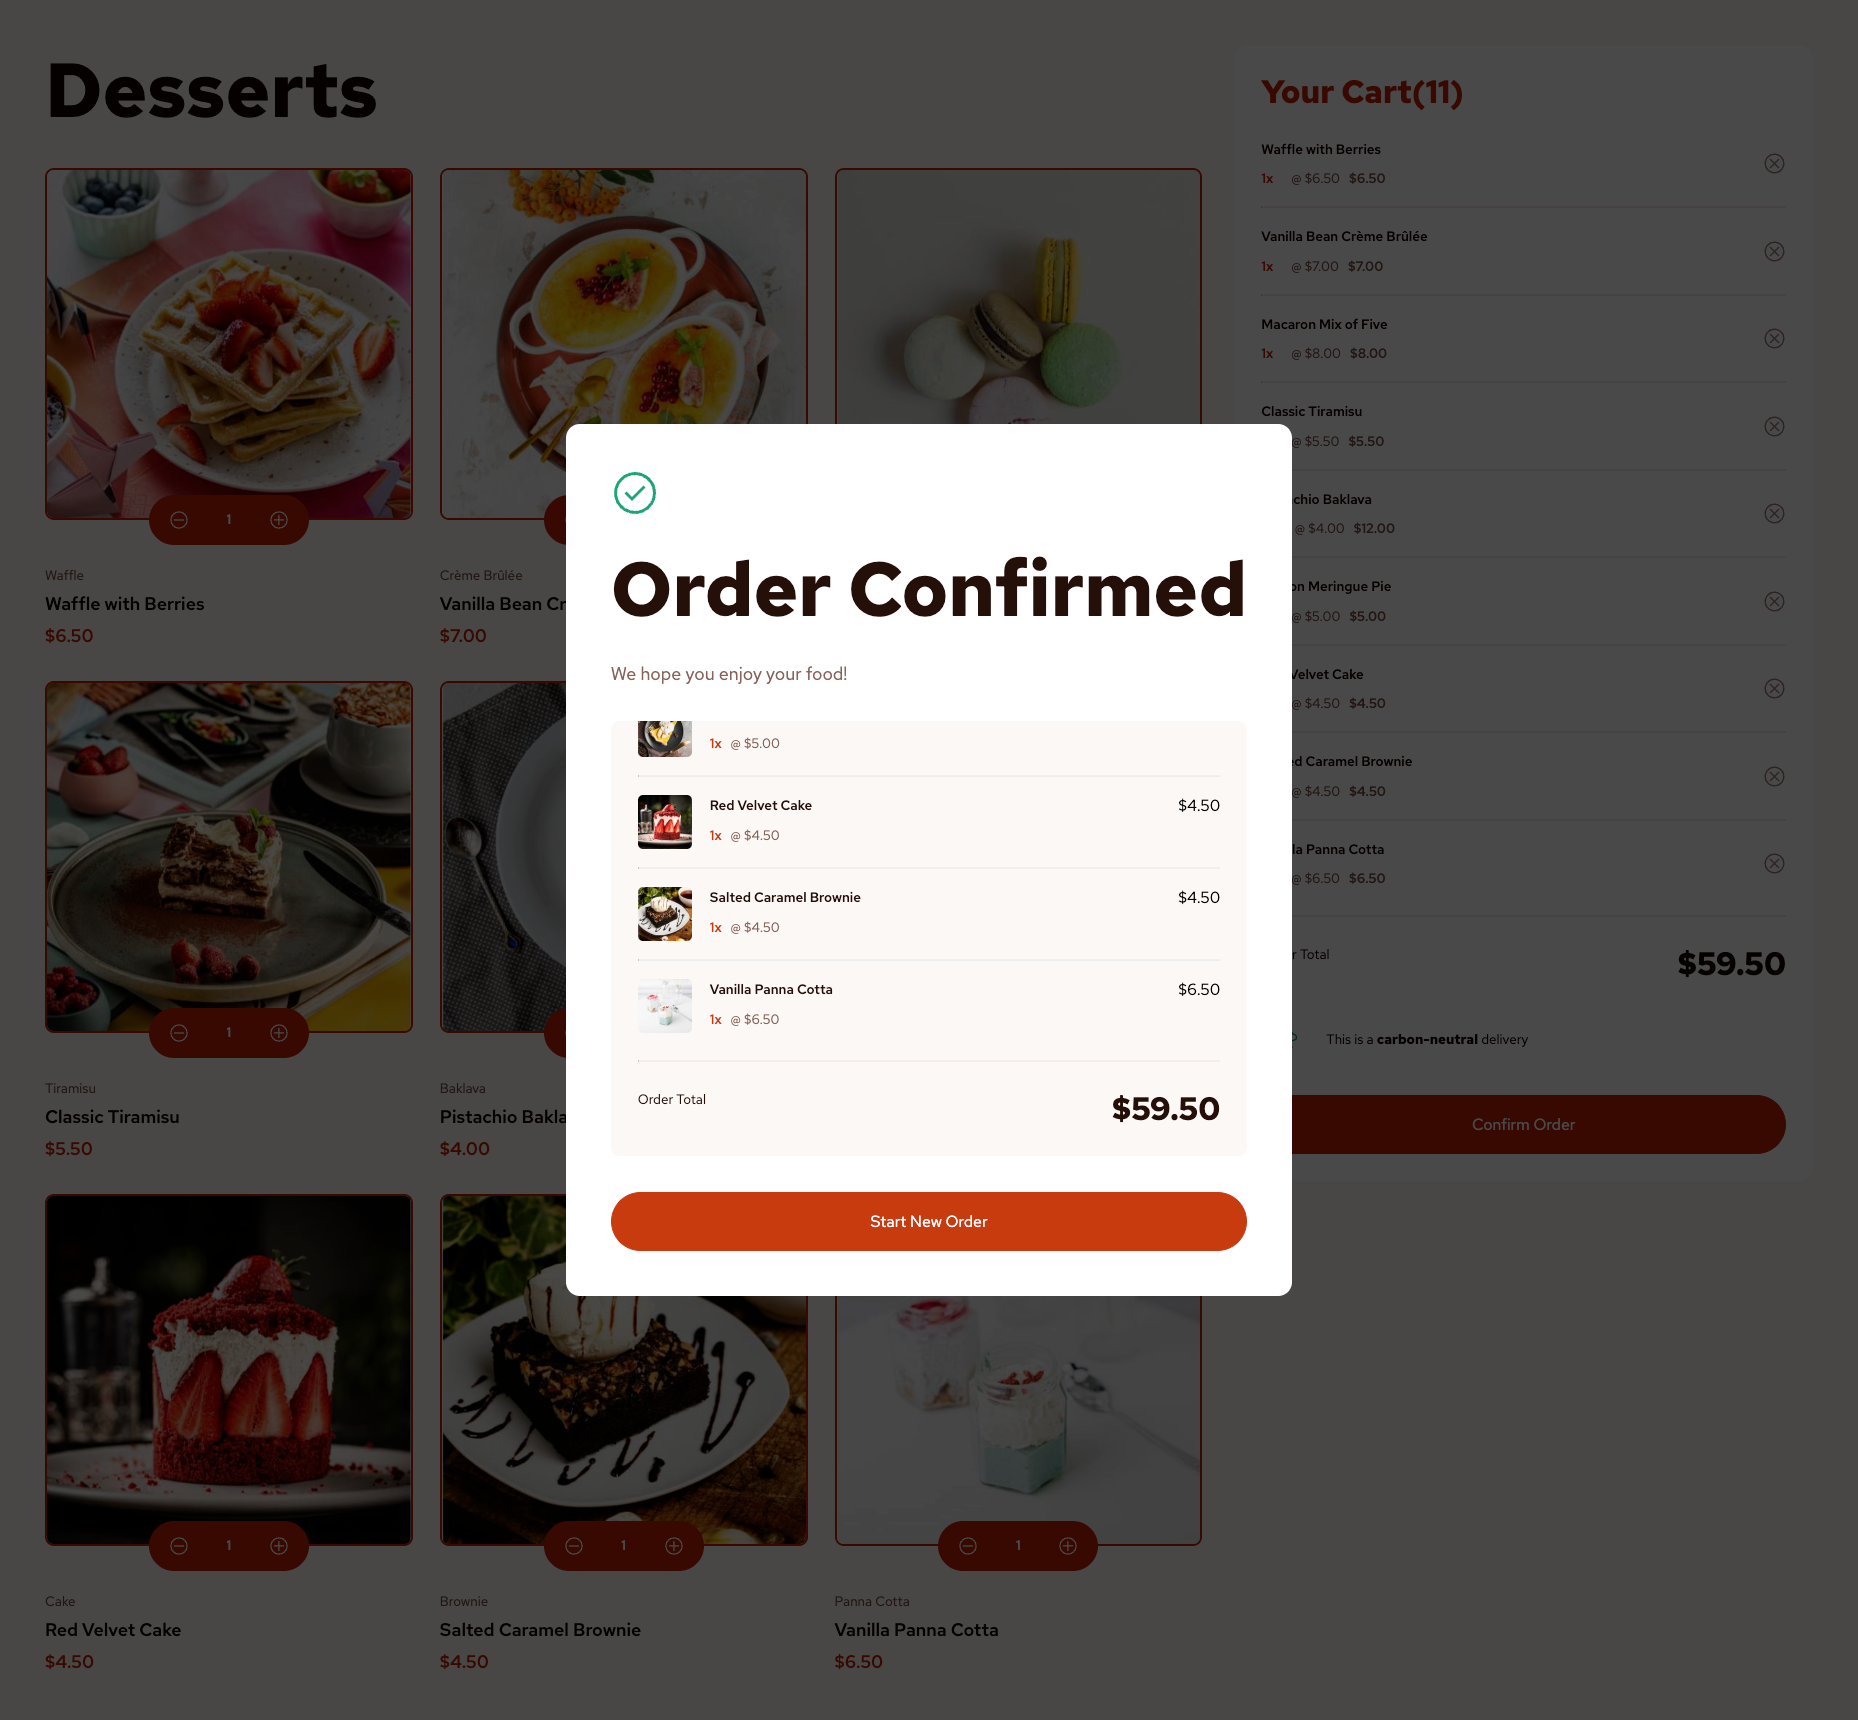 Desserts
1
Waffle
Waffle with Berries
$6.50
Crème Brûlée
Vanilla Bean Cr
$7.00
1
Tiramisu
Classic Tiramisu
$5.50
Baklava
Pistachio Bakla
$4.00
1
Cake
Red Velvet Cake
$4.50
1
Brownie
Salted Caramel Brownie
$4.50
1
Panna Cotta
Vanilla Panna Cotta
$6.50
Your Cart(11)
Waffle with Berries
1x @ $6.50 $6.50
Vanilla Bean Crème Brûlée
1x @ $7.00 $7.00
Macaron Mix of Five
1x @ $8.00 $8.00
Classic Tiramisu
@ $5.50 $5.50
chio Baklava
@ $4.00 $12.00
on Meringue Pie
@ $5.00 $5.00
Velvet Cake
@ $4.50 $4.50
ed Caramel Brownie
@ $4.50 $4.50
la Panna Cotta
@ $6.50 $6.50
r Total $59.50
This is a carbon-neutral delivery
Confirm Order
Order Confirmed
We hope you enjoy your food!
1x @ $5.00
Red Velvet Cake $4.50
1x @ $4.50
Salted Caramel Brownie $4.50
1x @ $4.50
Vanilla Panna Cotta $6.50
1x @ $6.50
Order Total $59.50
Start New Order